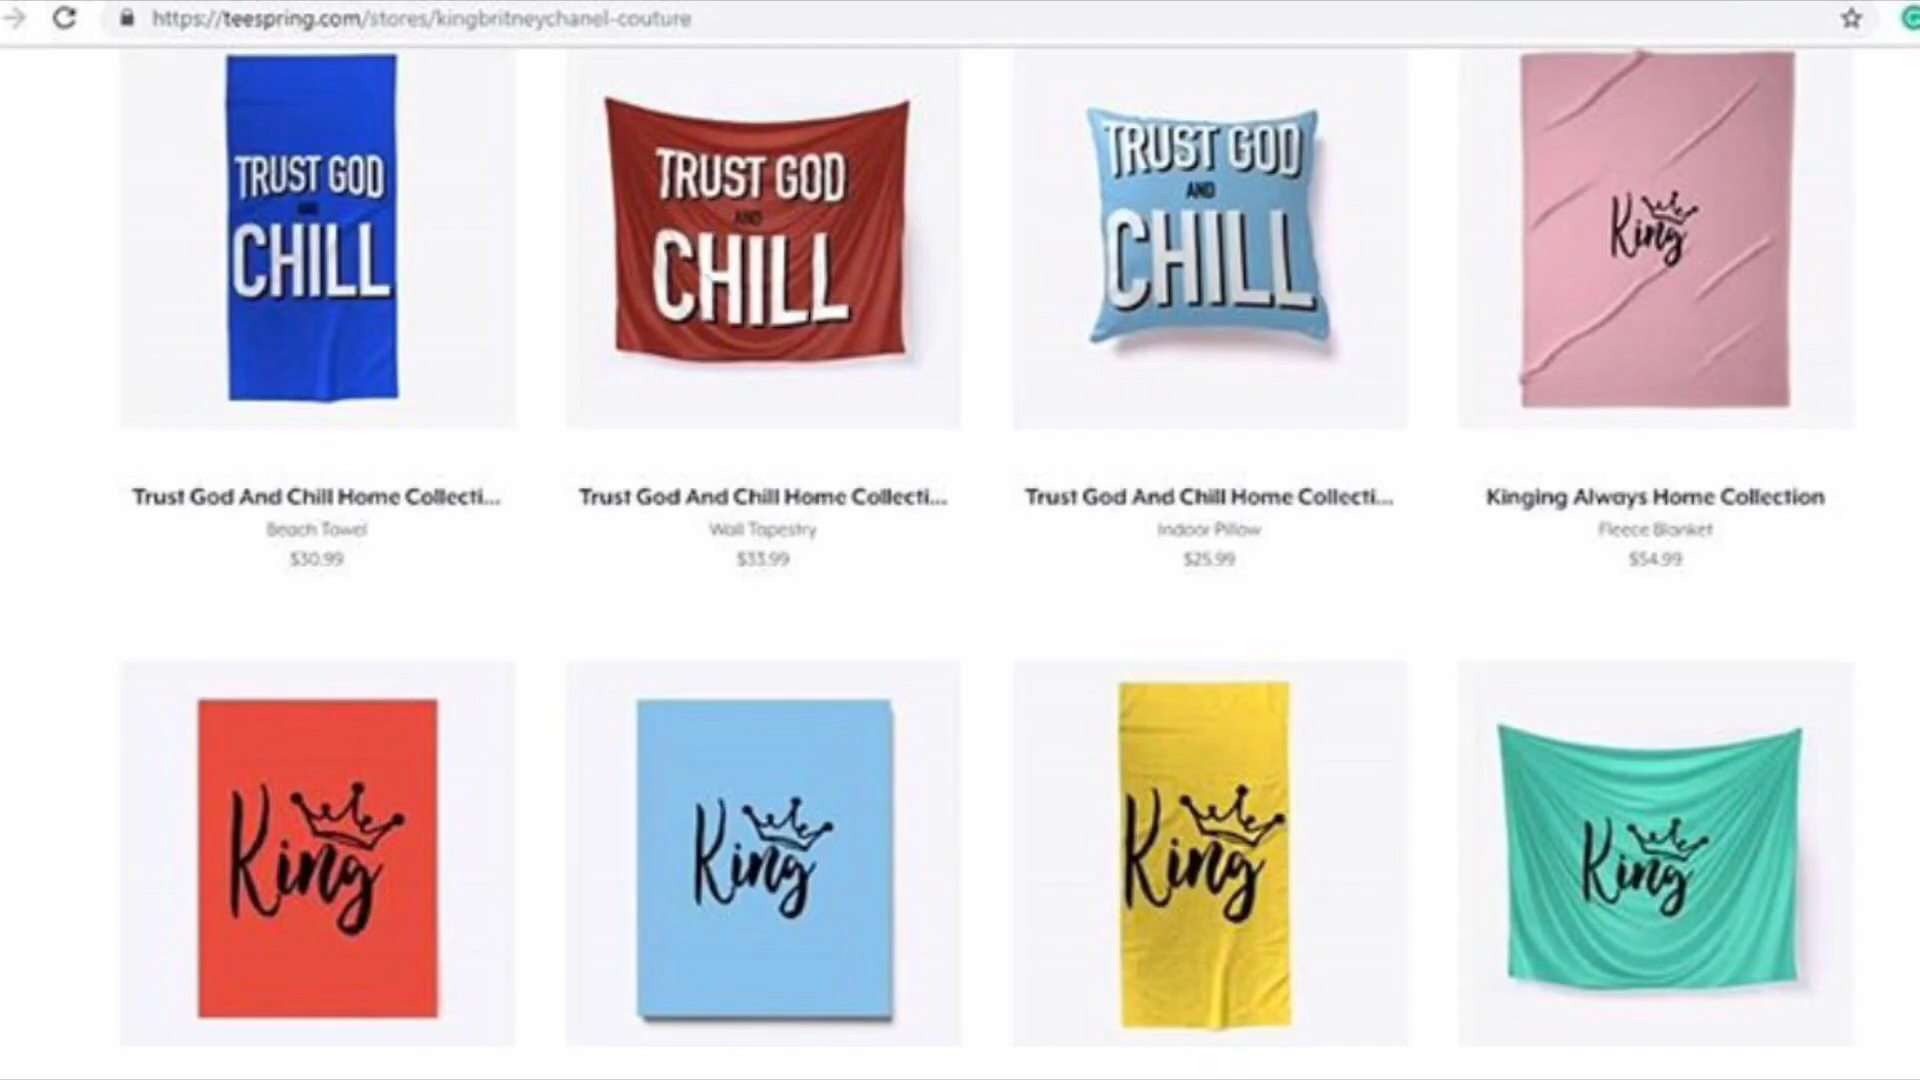 https://teespring.com/stores/kingbritneychanel-couture
TRUST GOD
AND
CHILL
TRUST GOD
AND
CHILL
TRUST GOD
AND
CHILL
King
Trust God And Chill Home Collecti...
Trust God And Chill Home Collecti...
Trust God And Chill Home Collecti...
Kinging Always Home Collection
Beach Towel
Wall Tapestry
Indoor Pillow
Fleece Blanket
$30.99
$33.99
$25.99
$54.99
King
King
King
King